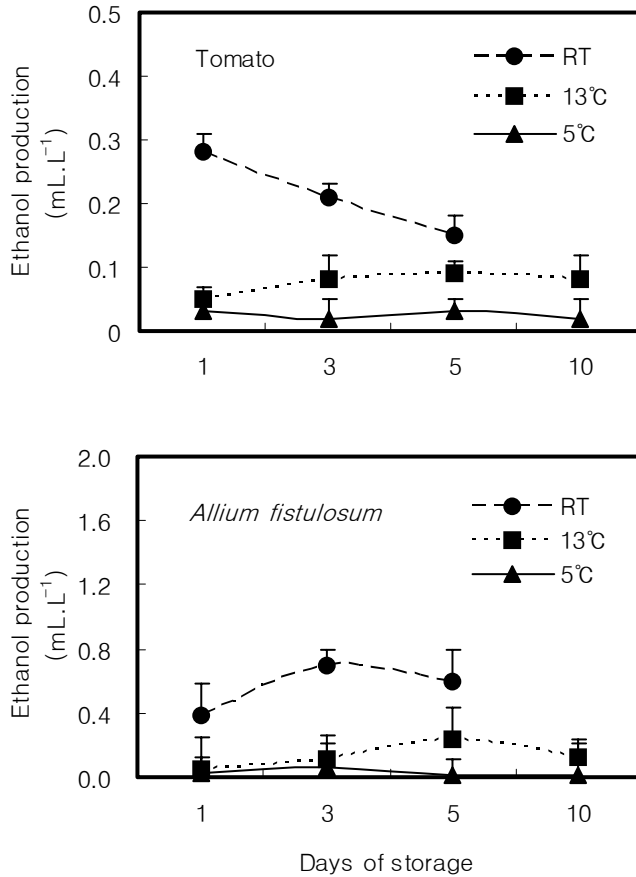 0.5
0.4
0.3
0.2
0.1
0
Ethanol production
(mL.L⁻¹)
Tomato
RT
13℃
5℃
1 3 5 10
2.0
1.6
1.2
0.8
0.4
0.0
Ethanol production
(mL.L⁻¹)
Allium fistulosum
RT
13℃
5℃
1 3 5 10
Days of storage